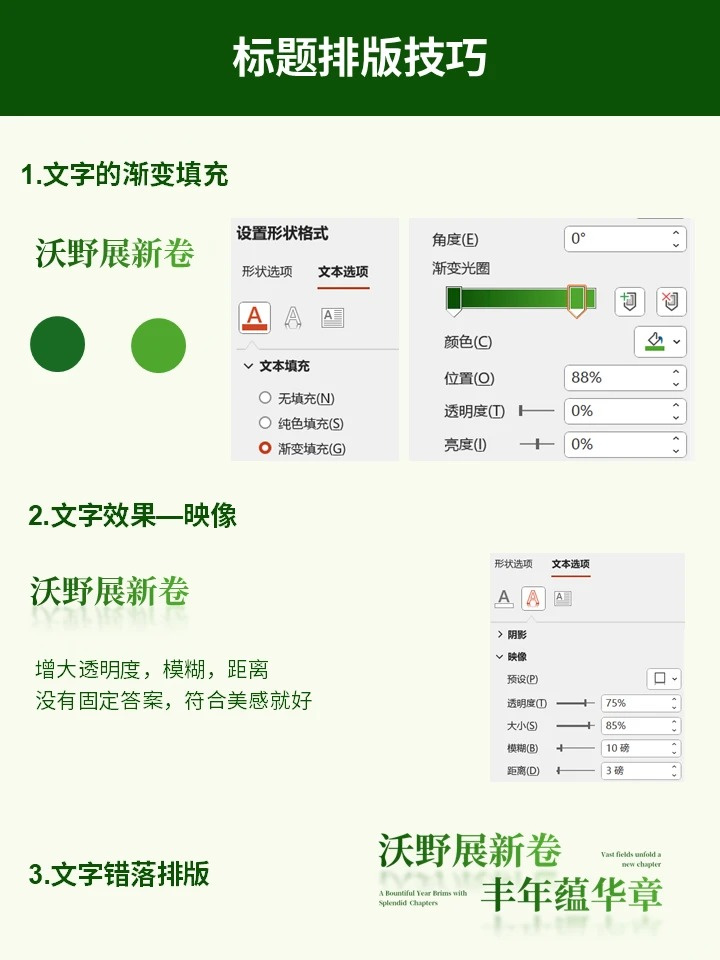 标题排版技巧
1.文字的渐变填充
沃野展新卷
设置形状格式
形状选项 文本选项
A A A
文本填充
无填充(N)
纯色填充(S)
渐变填充(G)
角度(E) 0°
渐变光圈
颜色(C)
位置(O) 88%
透明度(T) 0%
亮度(I) 0%
2.文字效果—映像
沃野展新卷
增大透明度，模糊，距离
没有固定答案，符合美感就好
形状选项 文本选项
A A A
阴影
映像
预设(P)
透明度(T) 75%
大小(S) 85%
模糊(B) 10 磅
距离(D) 3 磅
3.文字错落排版
沃野展新卷
Vast fields unfold a
new chapter
A Bountiful Year Brims with
Splendid Chapters
丰年蕴华章